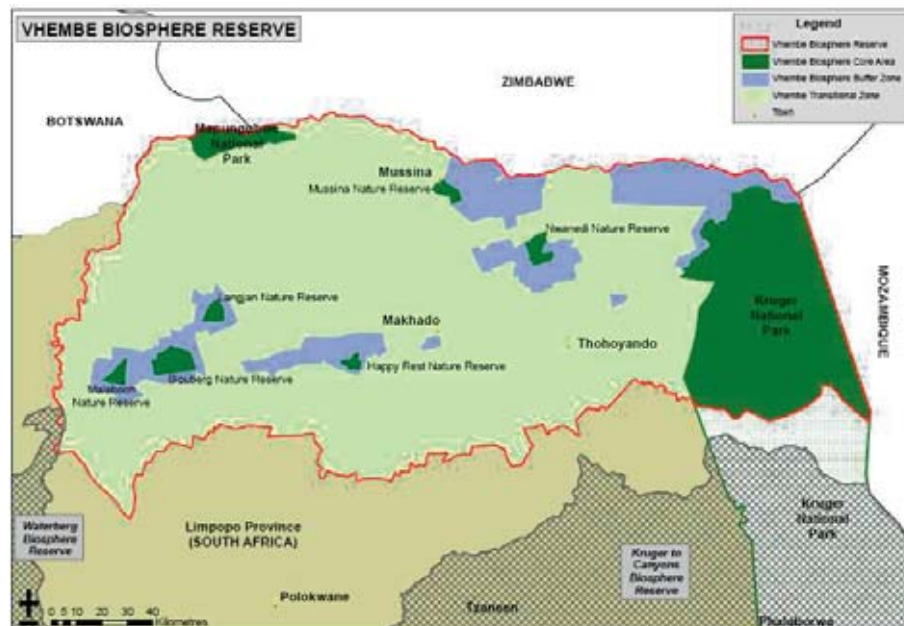 VHEMBE BIOSPHERE RESERVE
Legend
Vhembe Biosphere Reserve
Vhembe Biosphere Core Area
Vhembe Biosphere Buffer Zone
Vhembe Transitional Zone
Town
ZIMBABWE
BOTSWANA
Mapungubwe
National
Park
Mussina
Mussina Nature Reserve
Nwanedi Nature Reserve
MOZAMBIQUE
Langjan Nature Reserve
Kruger
National
Park
Makhado
Thohoyando
Happy Rest Nature Reserve
Blouberg Nature Reserve
Maleboch
Nature Reserve
Kruger
National
Park
Waterberg
Biosphere
Reserve
Limpopo Province
(SOUTH AFRICA)
Kruger to
Canyons
Biosphere
Reserve
Polokwane
Tzaneen
Phalaborwa
0 5 10 20 30 40
Kilometres